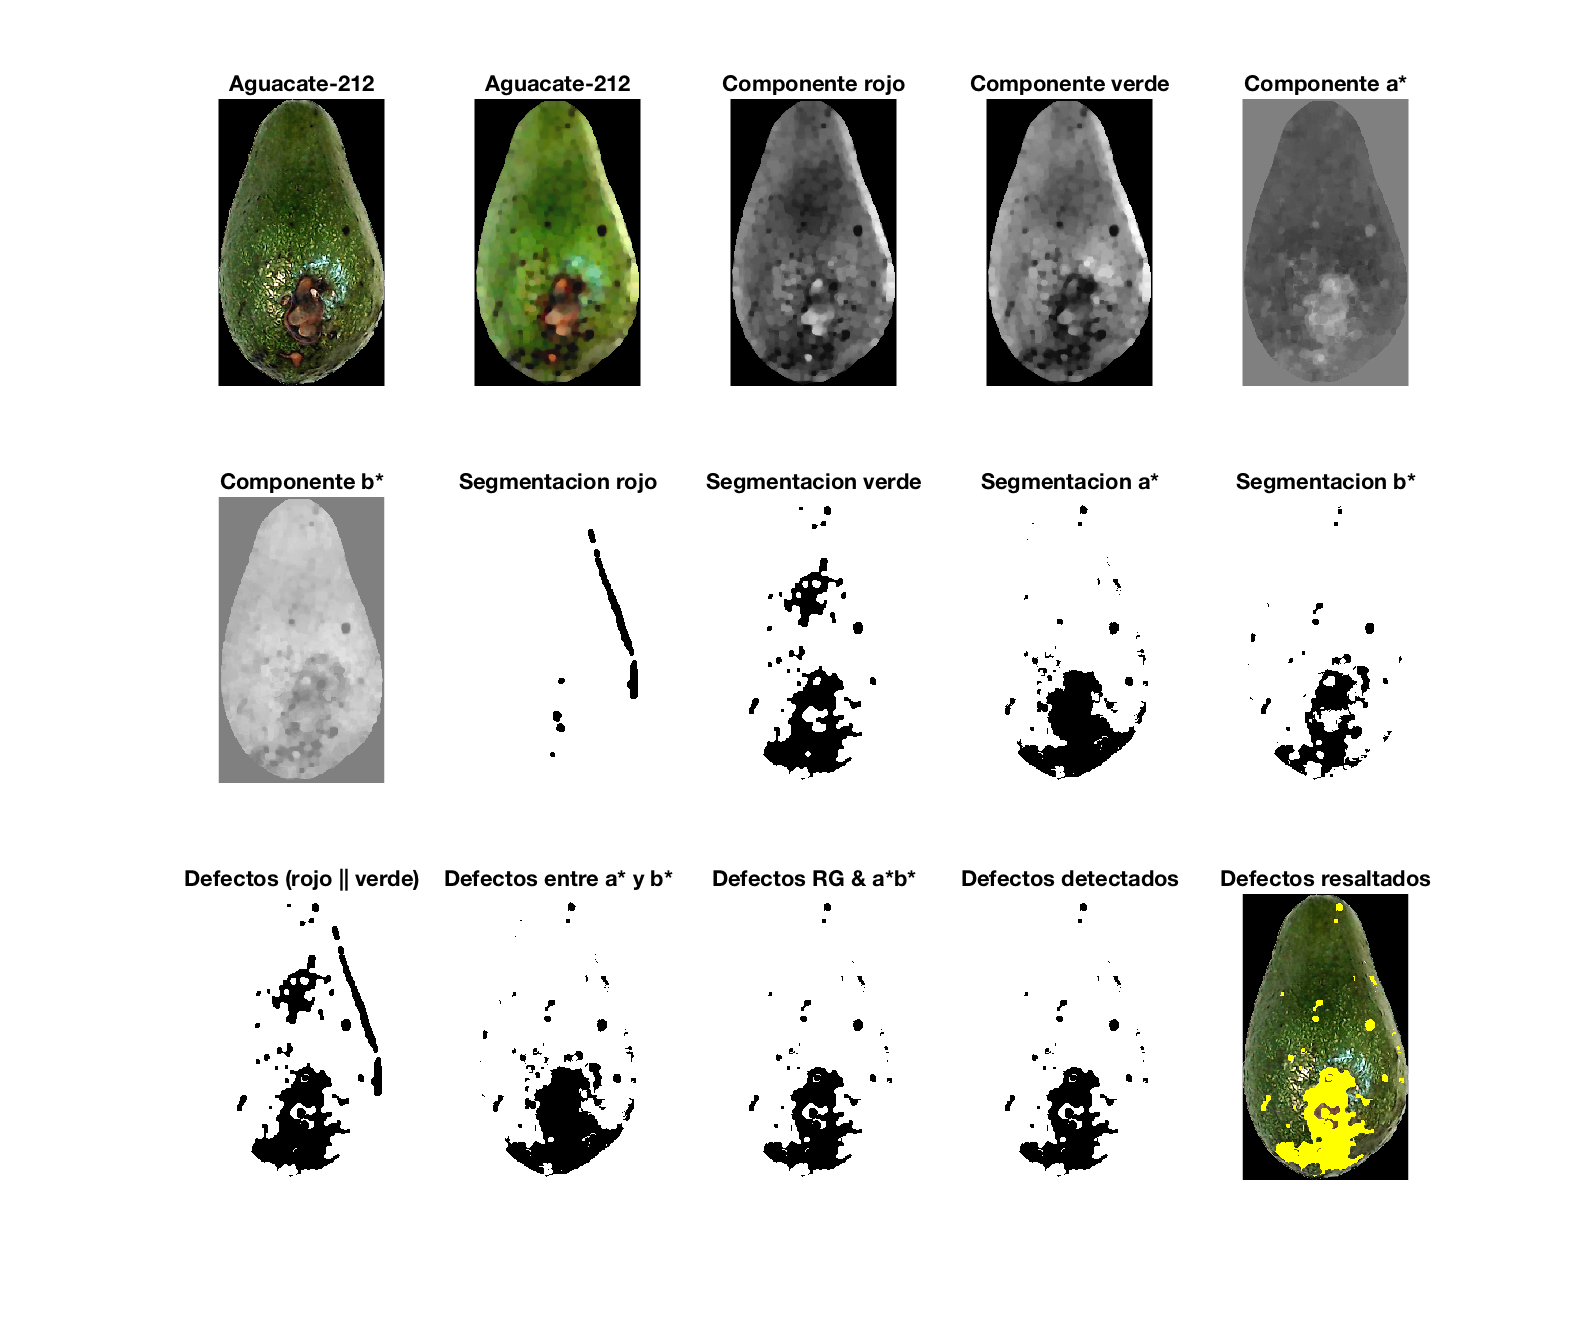 Aguacate-212
Aguacate-212
Componente rojo
Componente verde
Componente a*
Componente b*
Segmentacion rojo
Segmentacion verde
Segmentacion a*
Segmentacion b*
Defectos (rojo || verde)
Defectos entre a* y b*
Defectos RG & a*b*
Defectos detectados
Defectos resaltados